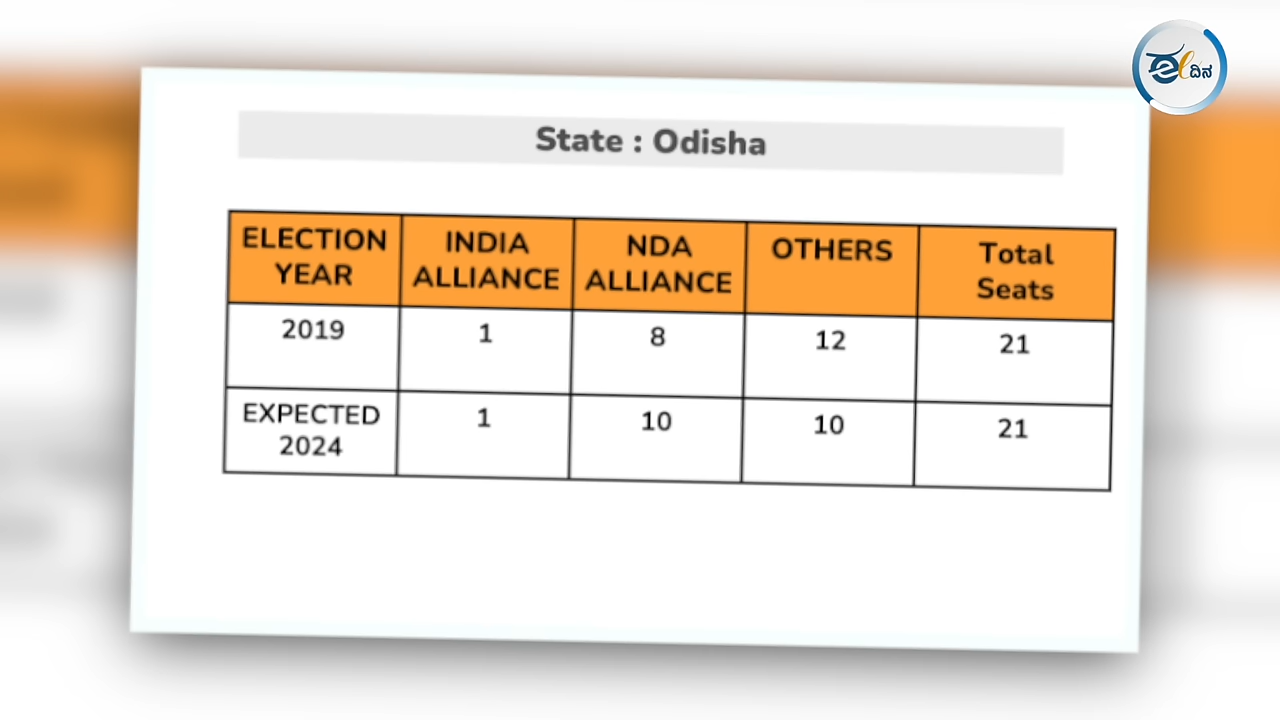 ಈ ದಿನ
State : Odisha
ELECTION YEAR INDIA ALLIANCE NDA ALLIANCE OTHERS Total Seats
2019 1 8 12 21
EXPECTED 2024 1 10 10 21